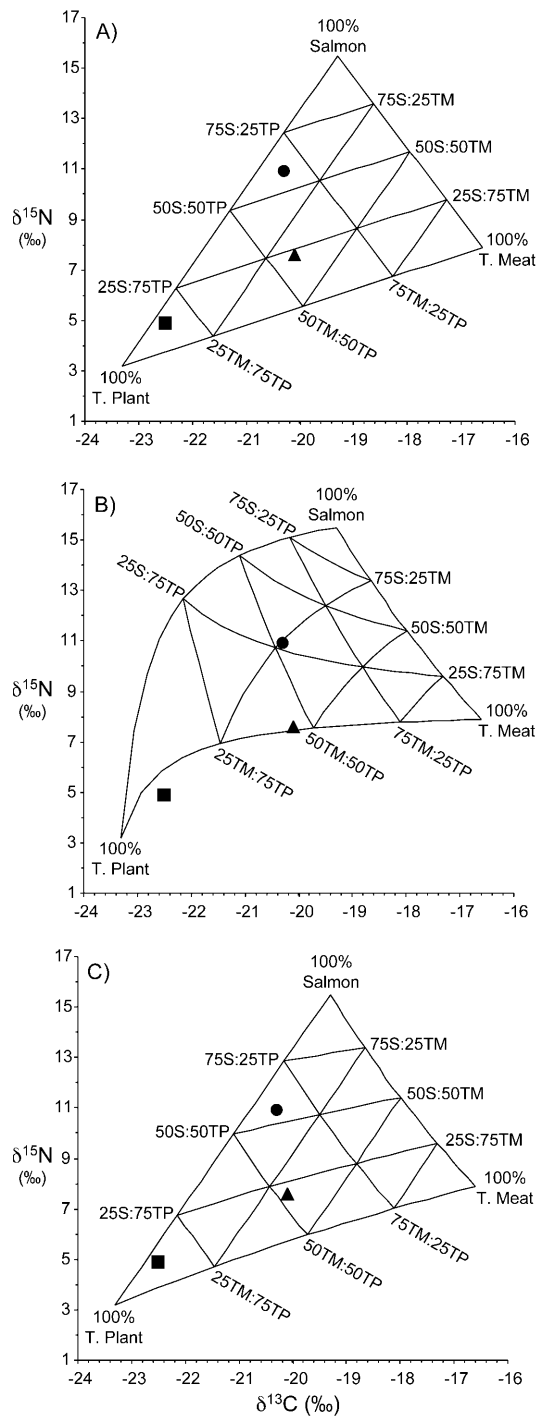 17
A)
100%
Salmon
15
75S:25TM
13
75S:25TP
50S:50TM
11
25S:75TM
50S:50TP
δ¹⁵N
9
(‰)
100%
T. Meat
7
25S:75TP
75TM:25TP
5
50TM:50TP
25TM:75TP
3
100%
T. Plant
1
-24 -23 -22 -21 -20 -19 -18 -17 -16
17
B)
100%
Salmon
75S:25TP
15
50S:50TP
25S:75TP
75S:25TM
13
50S:50TM
11
25S:75TM
δ¹⁵N
9
(‰)
100%
T. Meat
7
75TM:25TP
50TM:50TP
25TM:75TP
5
3
100%
T. Plant
1
-24 -23 -22 -21 -20 -19 -18 -17 -16
17
C)
100%
Salmon
15
75S:25TM
13
75S:25TP
50S:50TM
11
50S:50TP
25S:75TM
δ¹⁵N
9
(‰)
100%
T. Meat
7
25S:75TP
75TM:25TP
5
50TM:50TP
25TM:75TP
3
100%
T. Plant
1
-24 -23 -22 -21 -20 -19 -18 -17 -16
δ¹³C (‰)